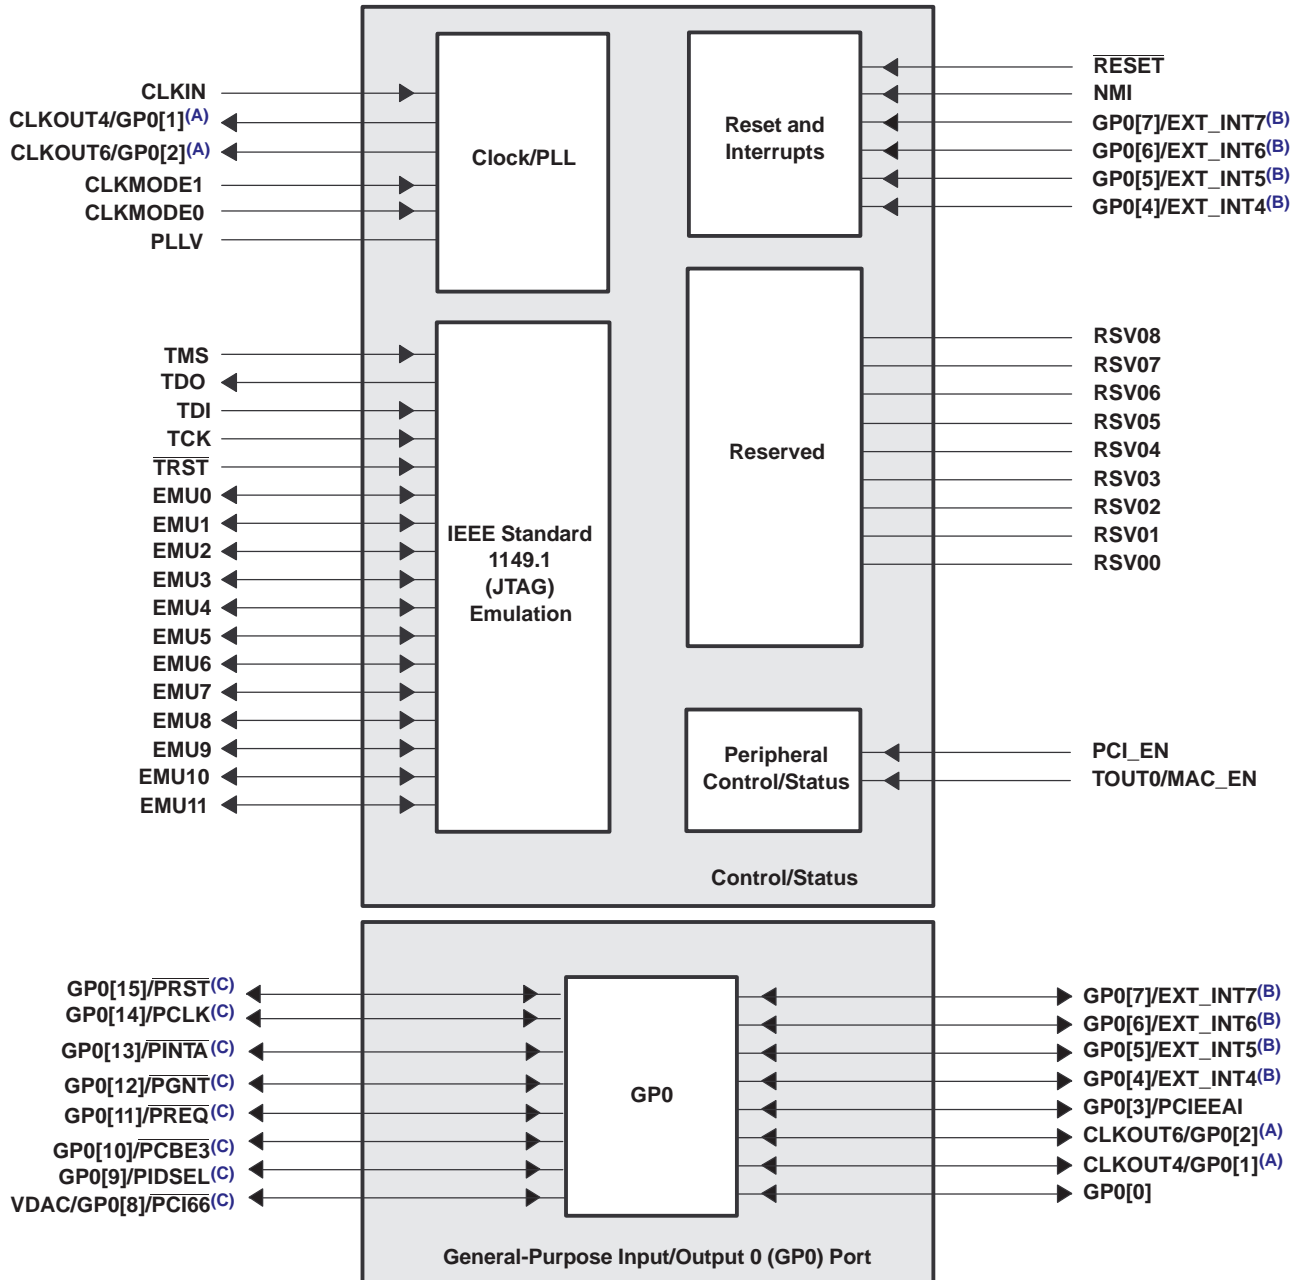 CLKIN
CLKOUT4/GP0[1](A)
CLKOUT6/GP0[2](A)
CLKMODE1
CLKMODE0
PLLV
Clock/PLL
Reset and
Interrupts
RESET
NMI
GP0[7]/EXT_INT7(B)
GP0[6]/EXT_INT6(B)
GP0[5]/EXT_INT5(B)
GP0[4]/EXT_INT4(B)
TMS
TDO
TDI
TCK
TRST
EMU0
EMU1
EMU2
EMU3
EMU4
EMU5
EMU6
EMU7
EMU8
EMU9
EMU10
EMU11
IEEE Standard
1149.1
(JTAG)
Emulation
Reserved
RSV08
RSV07
RSV06
RSV05
RSV04
RSV03
RSV02
RSV01
RSV00
Peripheral
Control/Status
PCI_EN
TOUT0/MAC_EN
Control/Status
GP0[15]/PRST(C)
GP0[14]/PCLK(C)
GP0[13]/PINTA(C)
GP0[12]/PGNT(C)
GP0[11]/PREQ(C)
GP0[10]/PCBE3(C)
GP0[9]/PIDSEL(C)
VDAC/GP0[8]/PCI66(C)
GP0
GP0[7]/EXT_INT7(B)
GP0[6]/EXT_INT6(B)
GP0[5]/EXT_INT5(B)
GP0[4]/EXT_INT4(B)
GP0[3]/PCIEEAI
CLKOUT6/GP0[2](A)
CLKOUT4/GP0[1](A)
GP0[0]
General-Purpose Input/Output 0 (GP0) Port